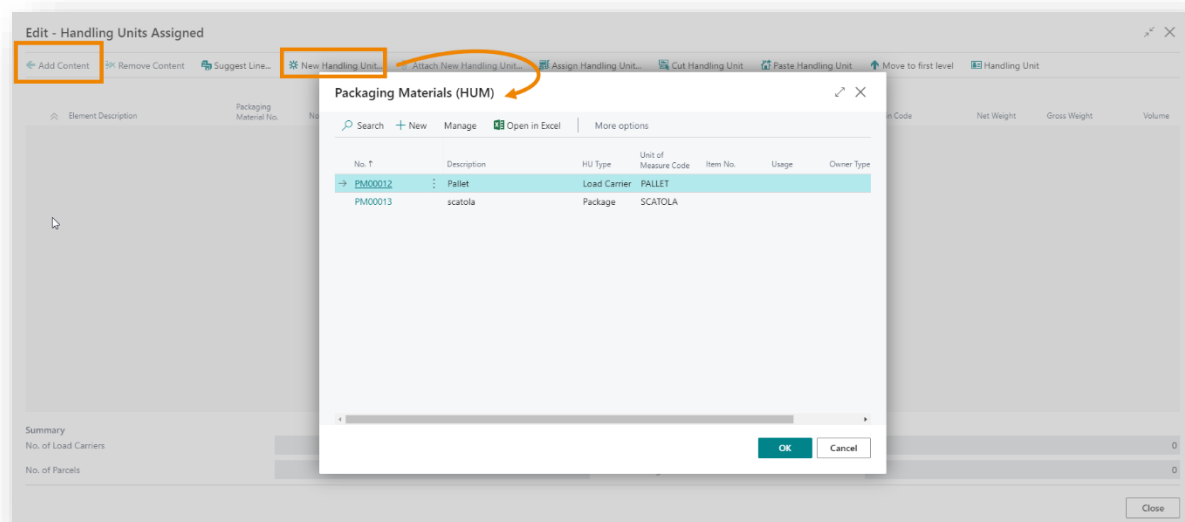 Edit - Handling Units Assigned
Add Content Remove Content Suggest Line... New Handling Unit... Attach New Handling Unit... Assign Handling Unit... Cut Handling Unit Paste Handling Unit Move to first level Handling Unit
Packaging Materials (HUM)
Element Description Packaging Material No. No Code Net Weight Gross Weight Volume
Search New Manage Open in Excel More options
No. ↑ Description HU Type Unit of Measure Code Item No. Usage Owner Type
→ PM00012 Pallet Load Carrier PALLET
PM00013 scatola Package SCATOLA
Summary
No. of Load Carriers 0
No. of Parcels 0
OK Cancel
Close